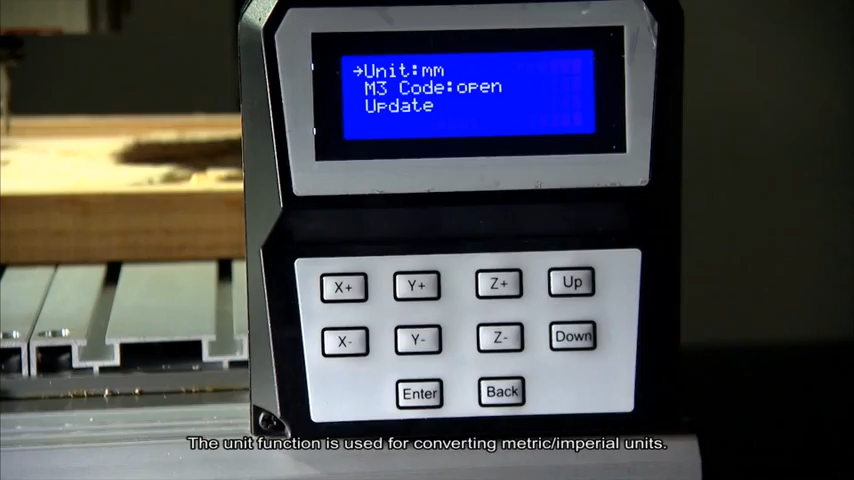 →Unit:mm
M3 Code:open
Update
X+ Y+ Z+ Up
X- Y- Z- Down
Enter Back
The unit function is used for converting metric/imperial units.